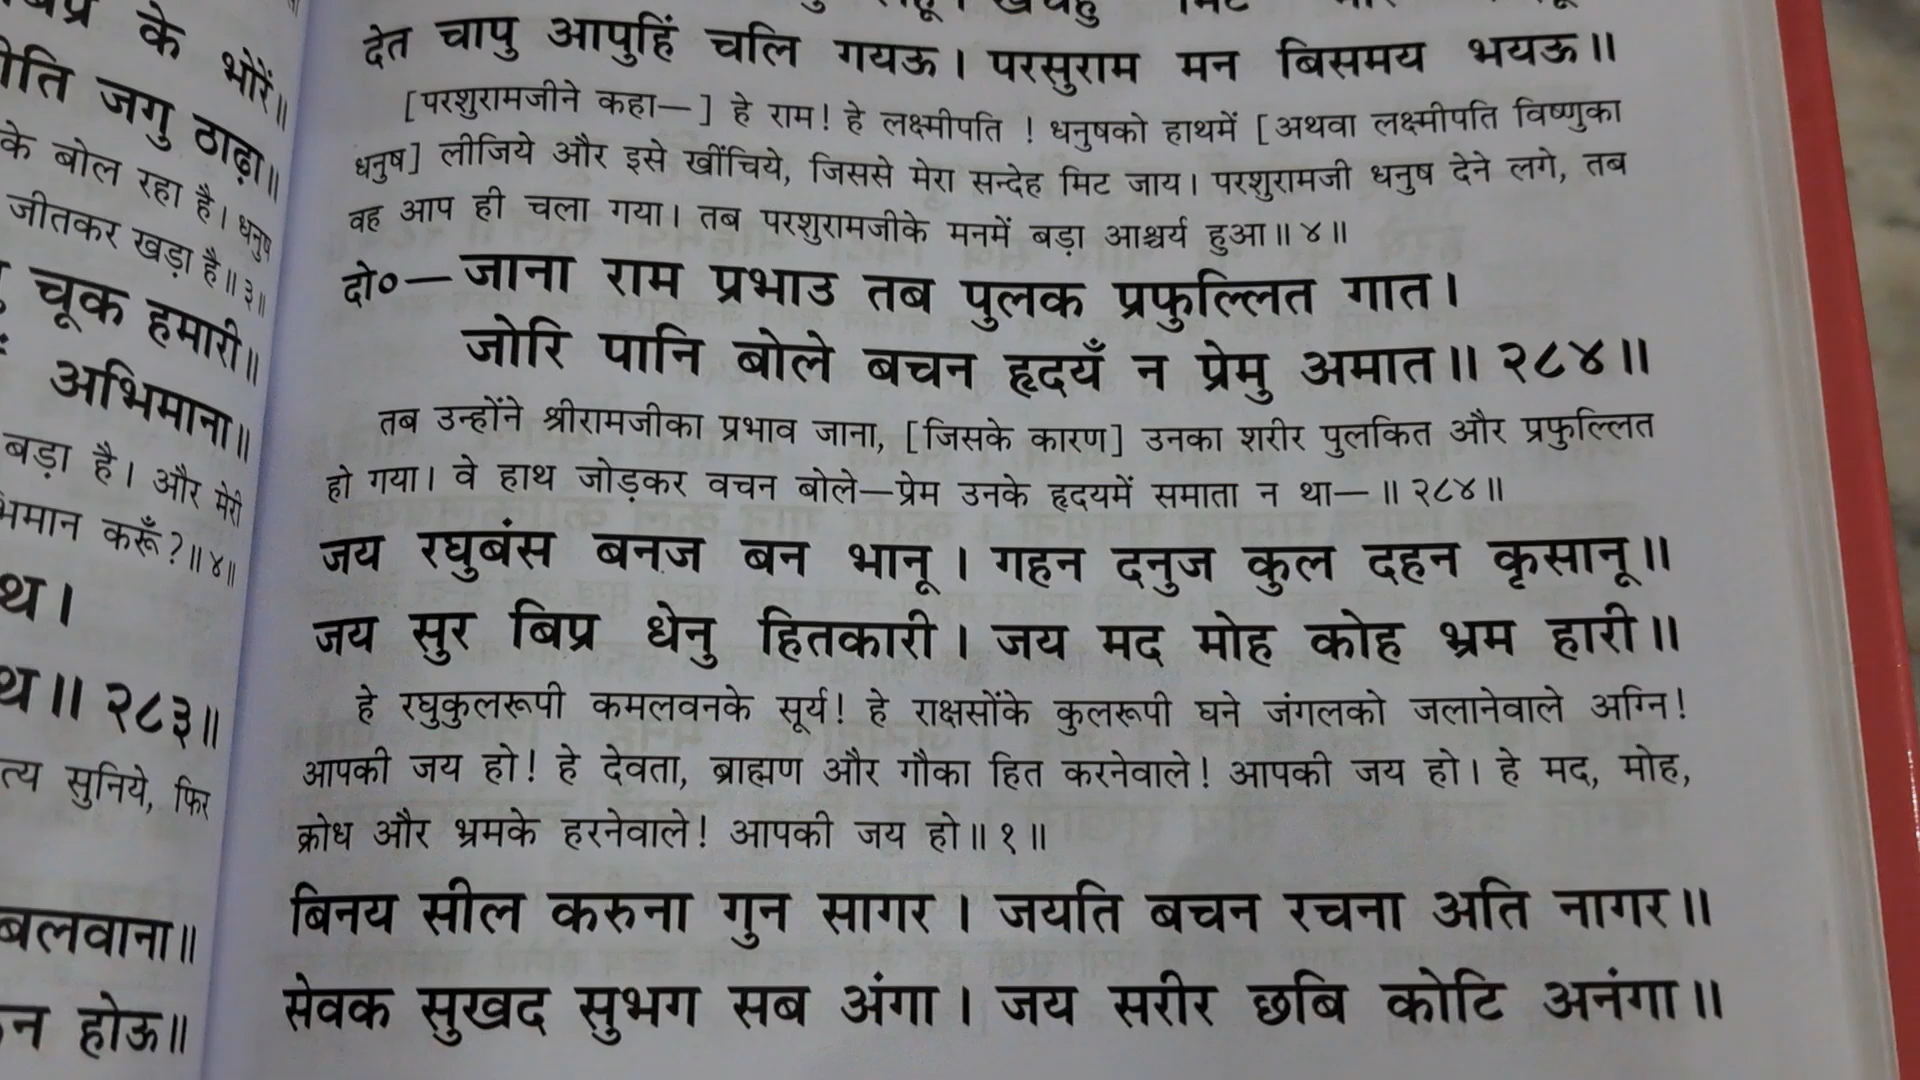 प्र के भोरें॥
जगु ठाढ़ा॥
के बोल रहा है। धनुष
जीतकर खड़ा है॥ ३॥
चूक हमारी॥
अभिमाना॥
बड़ा है। और मेरी
करूँ?॥ ४॥
थ।
थ॥ २८३॥
सुनिये, फिर
बलवाना॥
होऊ॥
देत चापु आपुहिं चलि गयऊ। परसुराम मन बिसमय भयऊ॥
[परशुरामजीने कहा—] हे राम! हे लक्ष्मीपति ! धनुषको हाथमें [अथवा लक्ष्मीपति विष्णुका
धनुष] लीजिये और इसे खींचिये, जिससे मेरा सन्देह मिट जाय। परशुरामजी धनुष देने लगे, तब
वह आप ही चला गया। तब परशुरामजीके मनमें बड़ा आश्चर्य हुआ॥ ४॥
दो०—जाना राम प्रभाउ तब पुलक प्रफुल्लित गात।
जोरि पानि बोले बचन हृदयँ न प्रेमु अमात॥ २८४॥
तब उन्होंने श्रीरामजीका प्रभाव जाना, [जिसके कारण] उनका शरीर पुलकित और प्रफुल्लित
हो गया। वे हाथ जोड़कर वचन बोले—प्रेम उनके हृदयमें समाता न था—॥ २८४॥
जय रघुबंस बनज बन भानू। गहन दनुज कुल दहन कृसानू॥
जय सुर बिप्र धेनु हितकारी। जय मद मोह कोह भ्रम हारी॥
हे रघुकुलरूपी कमलवनके सूर्य! हे राक्षसोंके कुलरूपी घने जंगलको जलानेवाले अग्नि!
आपकी जय हो! हे देवता, ब्राह्मण और गौका हित करनेवाले! आपकी जय हो। हे मद, मोह,
क्रोध और भ्रमके हरनेवाले! आपकी जय हो॥ १॥
बिनय सील करुना गुन सागर। जयति बचन रचना अति नागर॥
सेवक सुखद सुभग सब अंगा। जय सरीर छबि कोटि अनंगा॥